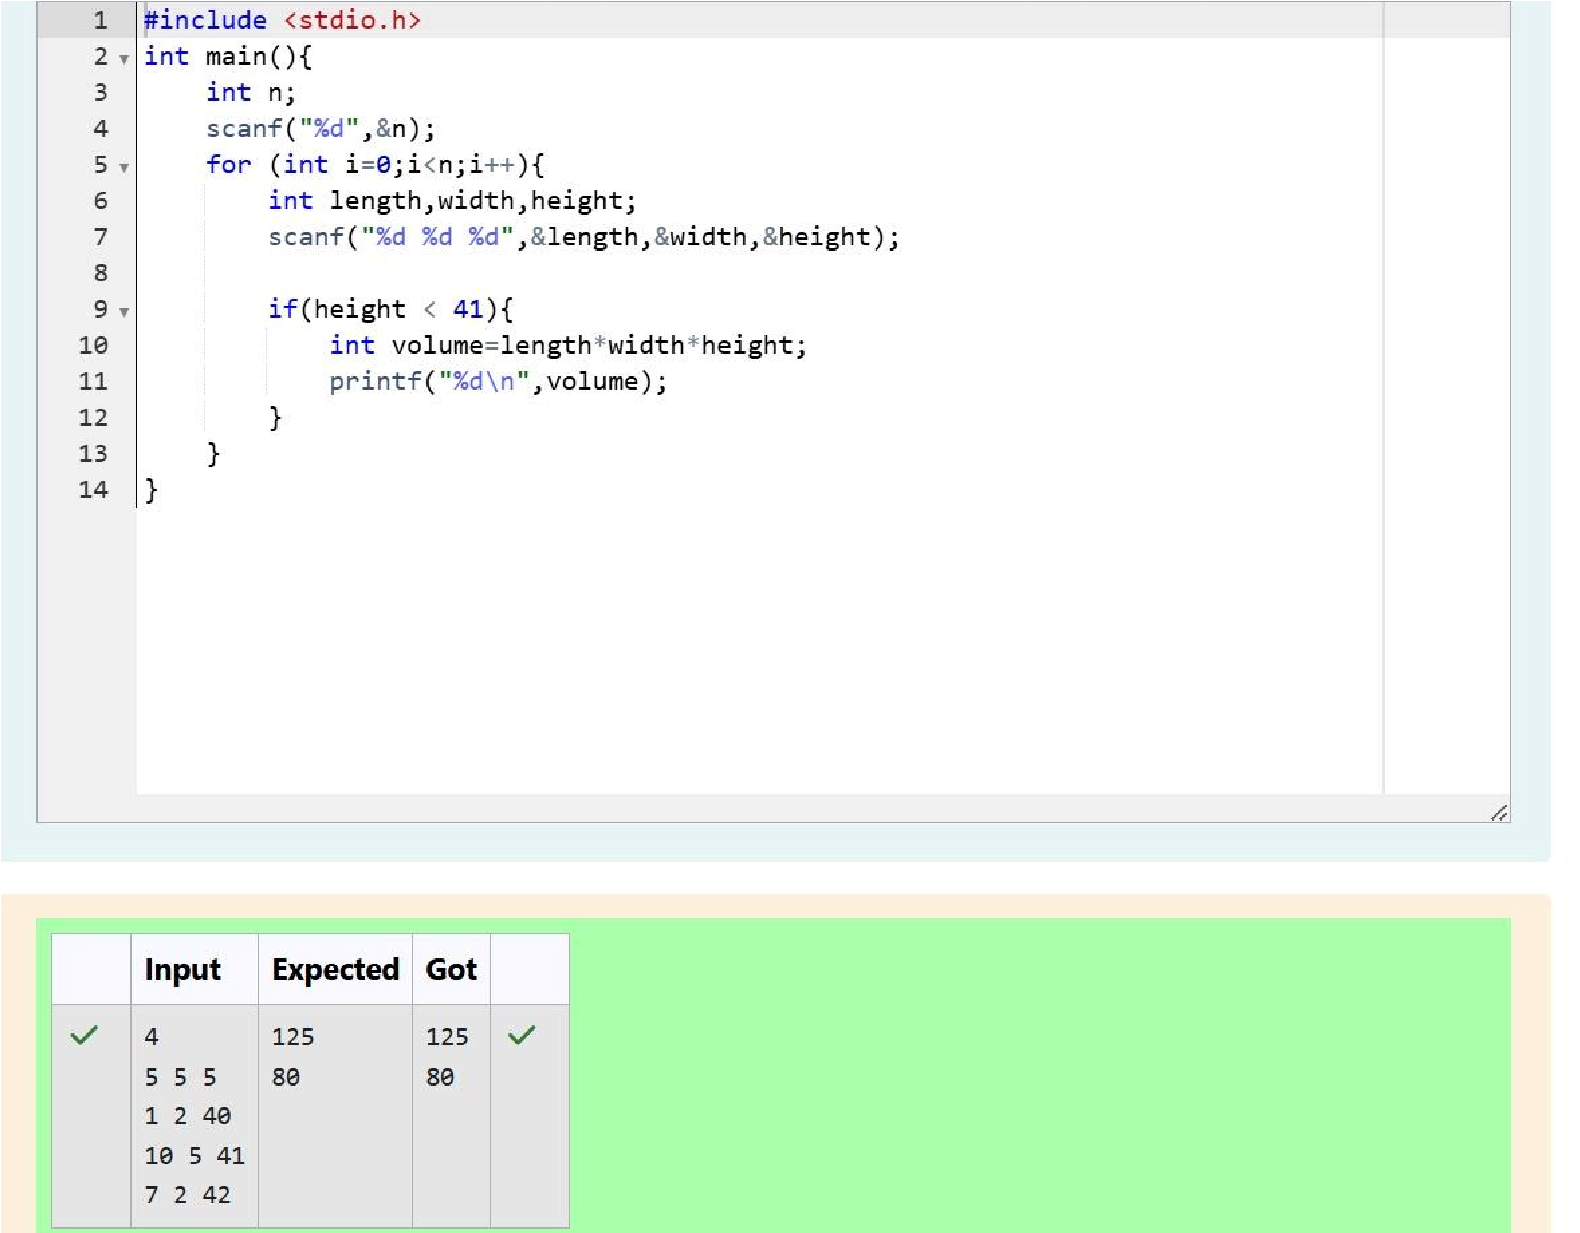 1 #include <stdio.h>
2 int main(){
3     int n;
4     scanf("%d",&n);
5     for (int i=0;i<n;i++){
6         int length,width,height;
7         scanf("%d %d %d",&length,&width,&height);
8
9         if(height < 41){
10             int volume=length*width*height;
11             printf("%d\n",volume);
12         }
13     }
14 }
Input Expected Got
4 125 125
5 5 5 80 80
1 2 40
10 5 41
7 2 42